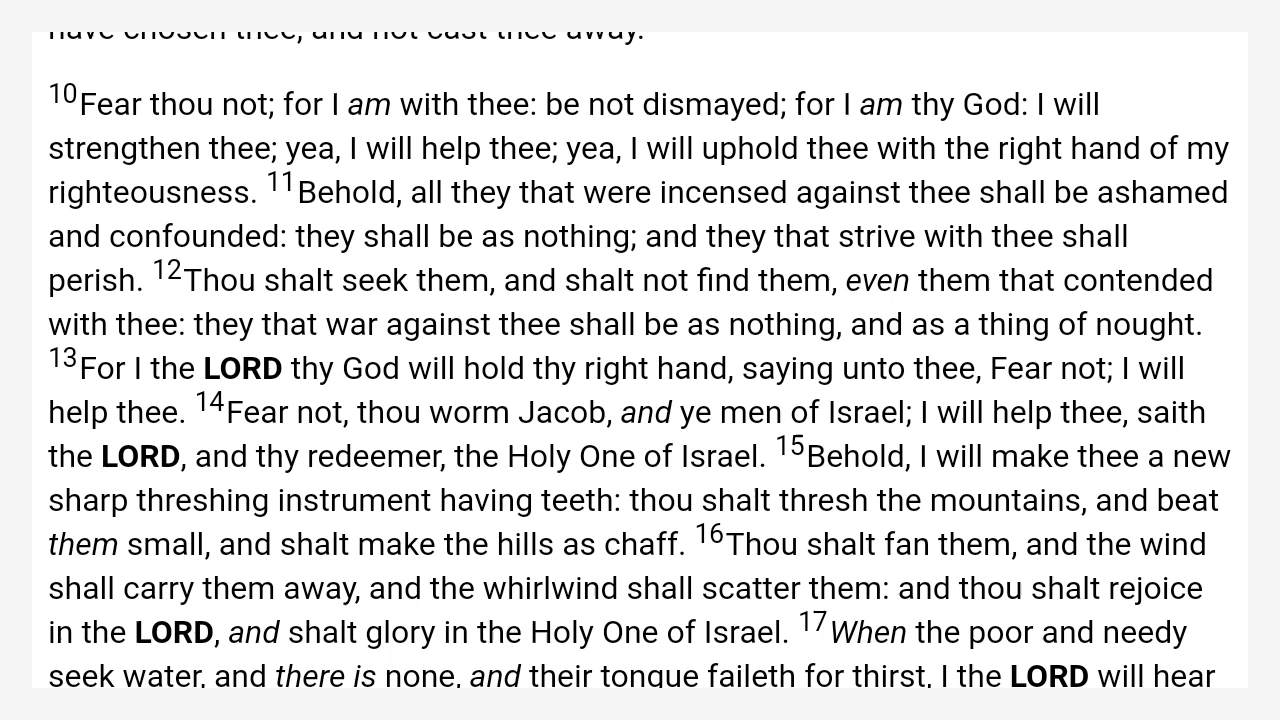 have chosen thee, and not cast thee away.
10Fear thou not; for I am with thee: be not dismayed; for I am thy God: I will
strengthen thee; yea, I will help thee; yea, I will uphold thee with the right hand of my
righteousness. 11Behold, all they that were incensed against thee shall be ashamed
and confounded: they shall be as nothing; and they that strive with thee shall
perish. 12Thou shalt seek them, and shalt not find them, even them that contended
with thee: they that war against thee shall be as nothing, and as a thing of nought.
13For I the LORD thy God will hold thy right hand, saying unto thee, Fear not; I will
help thee. 14Fear not, thou worm Jacob, and ye men of Israel; I will help thee, saith
the LORD, and thy redeemer, the Holy One of Israel. 15Behold, I will make thee a new
sharp threshing instrument having teeth: thou shalt thresh the mountains, and beat
them small, and shalt make the hills as chaff. 16Thou shalt fan them, and the wind
shall carry them away, and the whirlwind shall scatter them: and thou shalt rejoice
in the LORD, and shalt glory in the Holy One of Israel. 17When the poor and needy
seek water, and there is none, and their tongue faileth for thirst, I the LORD will hear